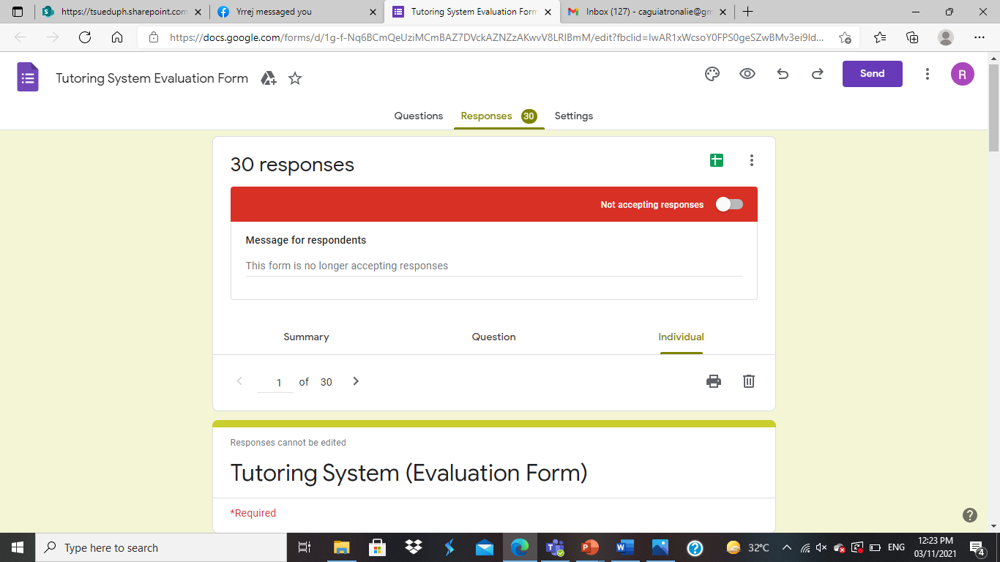 https://tsueduph.sharepoint.com
Yrrej messaged you
Tutoring System Evaluation Form
Inbox (127) - caguiatronalie@gm
https://docs.google.com/forms/d/1g-f-Nq6BCmQeUziMCmBAZ7DVckAZNZzAKwvV8LRIBmM/edit?fbclid=IwAR1xWcsoY0FPS0geSZwBMv3ei9Id...
Tutoring System Evaluation Form
Send
R
Questions
Responses 30
Settings
30 responses
Not accepting responses
Message for respondents
This form is no longer accepting responses
Summary
Question
Individual
1 of 30
Responses cannot be edited
Tutoring System (Evaluation Form)
*Required
Type here to search
32°C
ENG
12:23 PM
03/11/2021
4